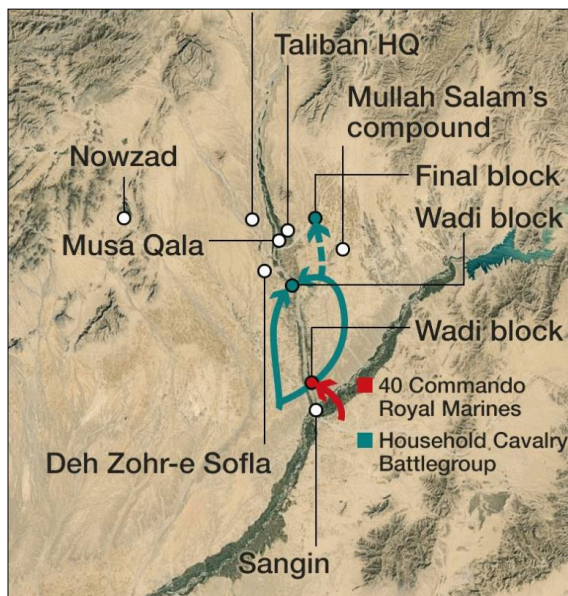 Taliban HQ
Mullah Salam's
compound
Nowzad
Final block
Musa Qala
Wadi block
Wadi block
40 Commando
Royal Marines
Household Cavalry
Battlegroup
Deh Zohr-e Sofla
Sangin